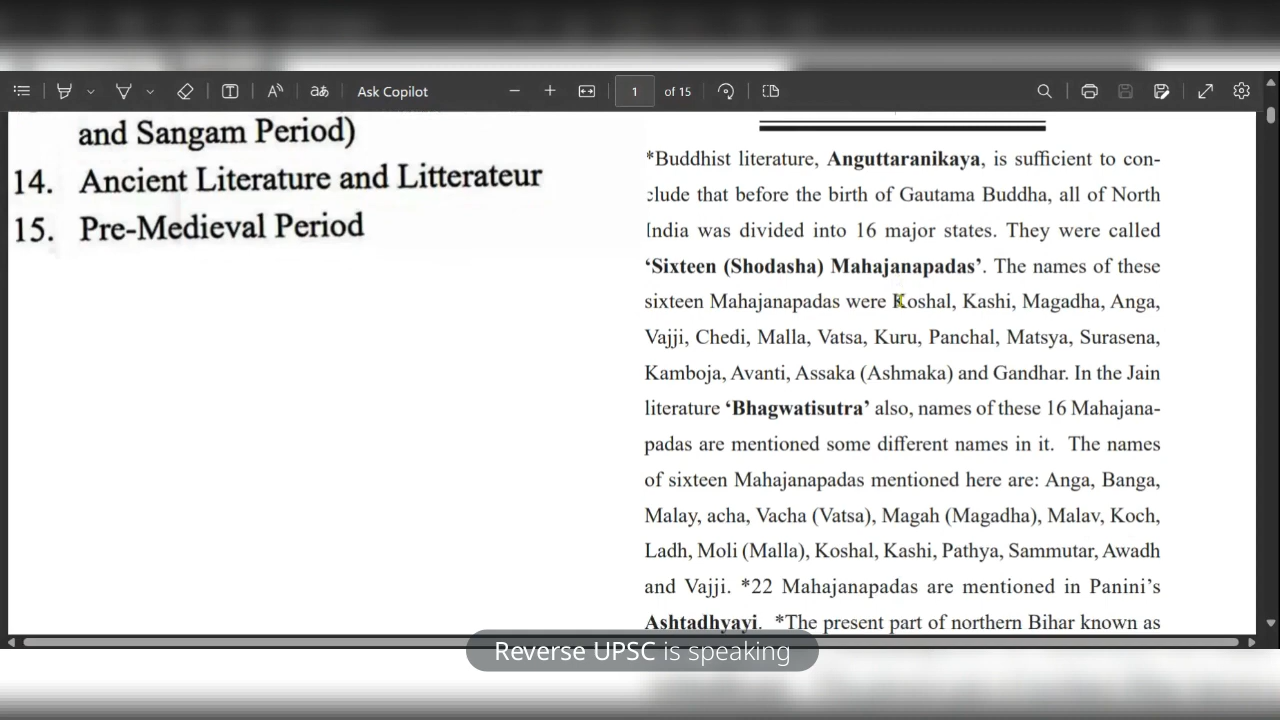 Ask Copilot
1 of 15
and Sangam Period)
14. Ancient Literature and Litterateur
15. Pre-Medieval Period
*Buddhist literature, Anguttaranikaya, is sufficient to con-
clude that before the birth of Gautama Buddha, all of North
India was divided into 16 major states. They were called
‘Sixteen (Shodasha) Mahajanapadas’. The names of these
sixteen Mahajanapadas were Koshal, Kashi, Magadha, Anga,
Vajji, Chedi, Malla, Vatsa, Kuru, Panchal, Matsya, Surasena,
Kamboja, Avanti, Assaka (Ashmaka) and Gandhar. In the Jain
literature ‘Bhagwatisutra’ also, names of these 16 Mahajana-
padas are mentioned some different names in it. The names
of sixteen Mahajanapadas mentioned here are: Anga, Banga,
Malay, acha, Vacha (Vatsa), Magah (Magadha), Malav, Koch,
Ladh, Moli (Malla), Koshal, Kashi, Pathya, Sammutar, Awadh
and Vajji. *22 Mahajanapadas are mentioned in Panini’s
Ashtadhyayi. *The present part of northern Bihar known as
Reverse UPSC is speaking